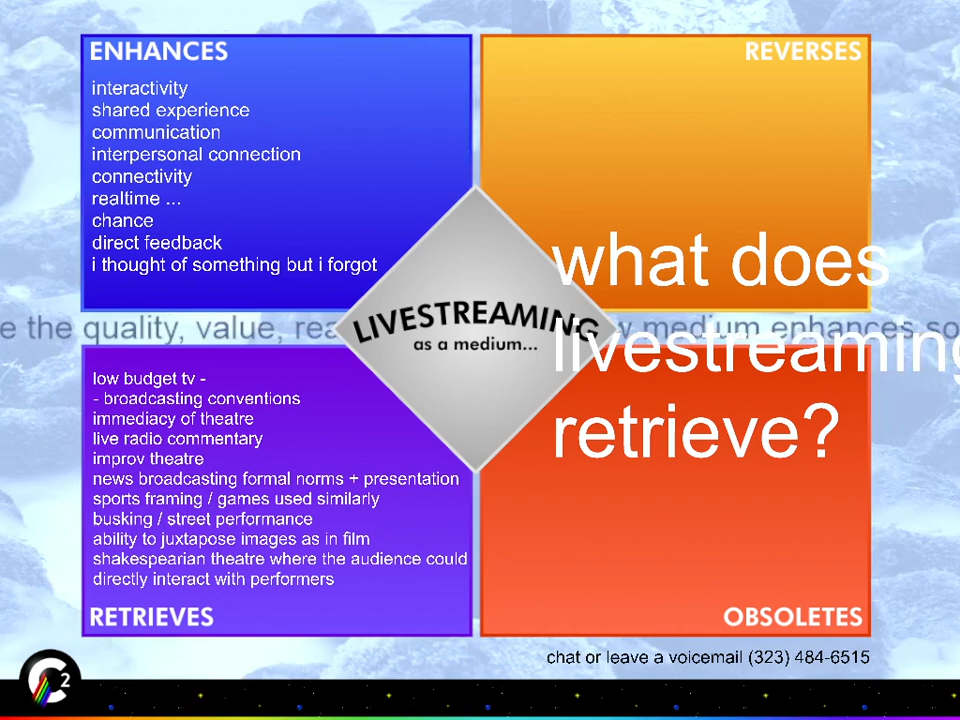 ENHANCES
interactivity
shared experience
communication
interpersonal connection
connectivity
realtime ...
chance
direct feedback
i thought of something but i forgot
REVERSES
what does
livestreaming
retrieve?
e the quality, value, rea
medium enhances so
LIVESTREAMING
as a medium...
low budget tv -
- broadcasting conventions
immediacy of theatre
live radio commentary
improv theatre
news broadcasting formal norms + presentation
sports framing / games used similarly
busking / street performance
ability to juxtapose images as in film
shakespearian theatre where the audience could
directly interact with performers
RETRIEVES
OBSOLETES
chat or leave a voicemail (323) 484-6515
C2